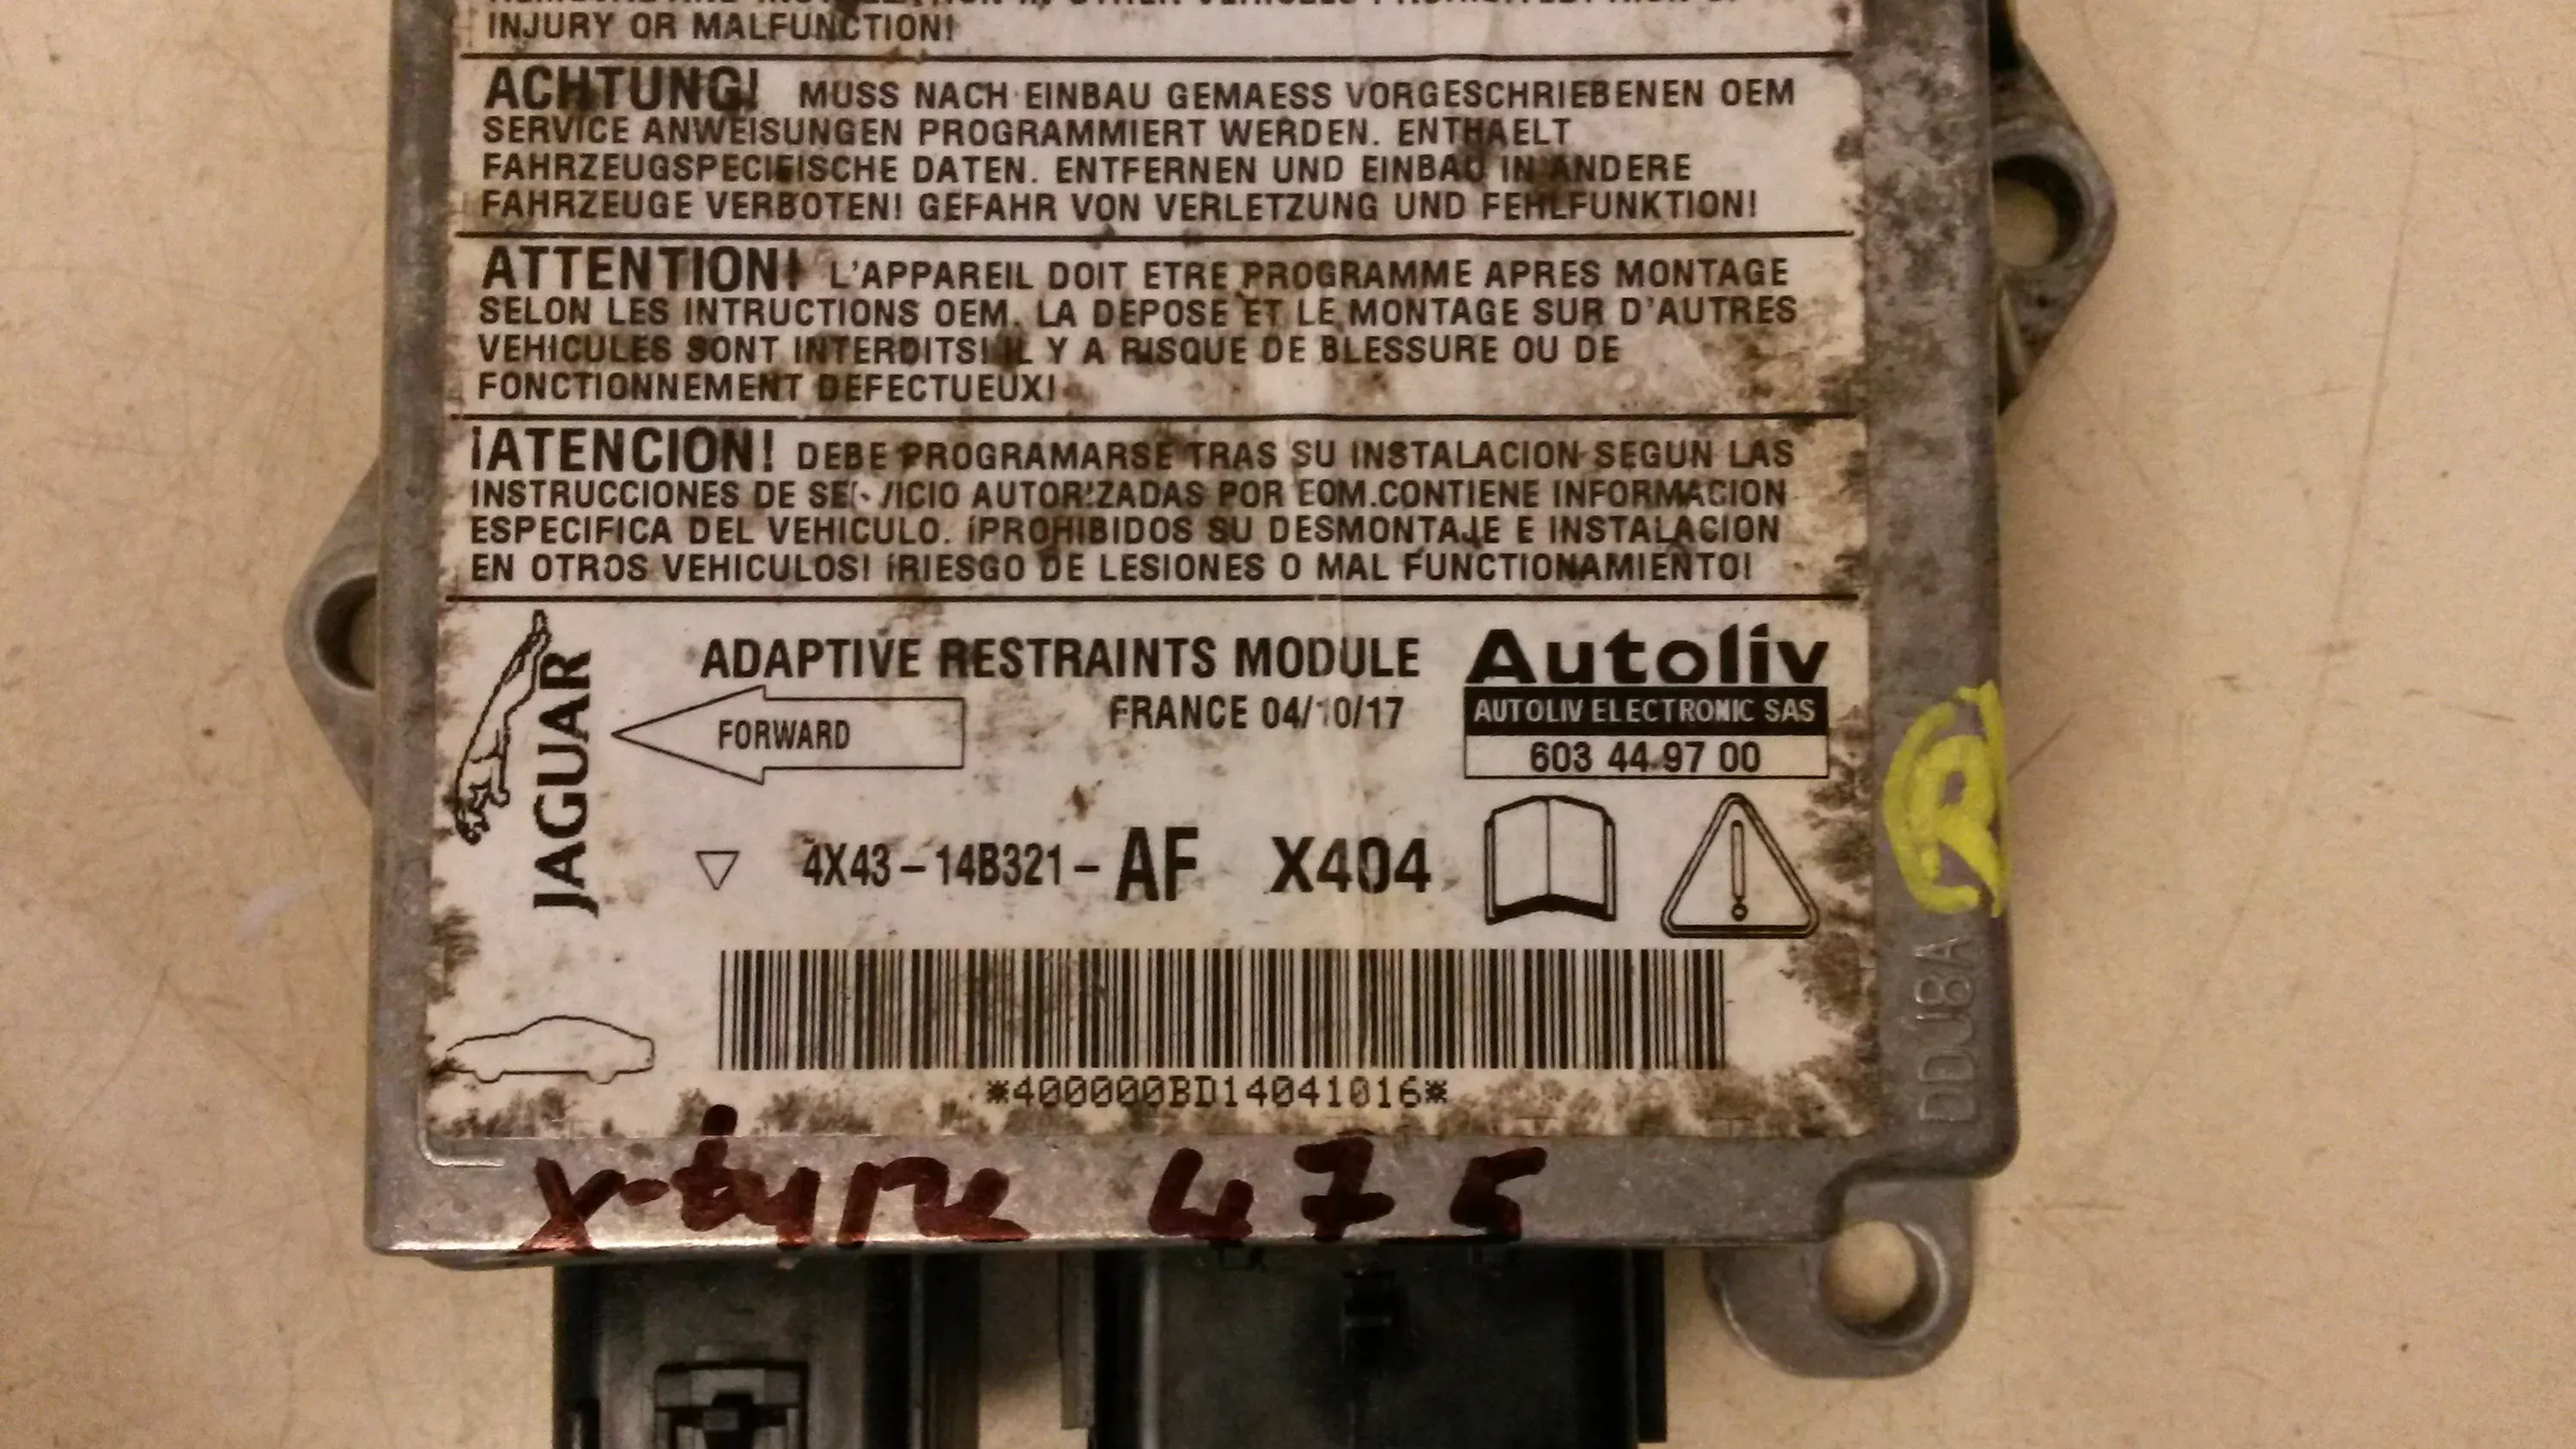 INJURY OR MALFUNCTION!
ACHTUNG! MUSS NACH EINBAU GEMAESS VORGESCHRIEBENEN OEM
SERVICE ANWEISUNGEN PROGRAMMIERT WERDEN. ENTHAELT
FAHRZEUGSPECIFISCHE DATEN. ENTFERNEN UND EINBAU IN ANDERE
FAHRZEUGE VERBOTEN! GEFAHR VON VERLETZUNG UND FEHLFUNKTION!
ATTENTION! L'APPAREIL DOIT ETRE PROGRAMME APRES MONTAGE
SELON LES INTRUCTIONS OEM. LA DEPOSE ET LE MONTAGE SUR D'AUTRES
VEHICULES SONT INTERDITS! IL Y A RISQUE DE BLESSURE OU DE
FONCTIONNEMENT DEFECTUEUX!
¡ATENCION! DEBE PROGRAMARSE TRAS SU INSTALACION SEGUN LAS
INSTRUCCIONES DE SERVICIO AUTORIZADAS POR EOM.CONTIENE INFORMACION
ESPECIFICA DEL VEHICULO. ¡PROHIBIDOS SU DESMONTAJE E INSTALACION
EN OTROS VEHICULOS! ¡RIESGO DE LESIONES O MAL FUNCTIONAMIENTO!
JAGUAR
ADAPTIVE RESTRAINTS MODULE
FORWARD
FRANCE 04/10/17
Autoliv
AUTOLIV ELECTRONIC SAS
603 44 97 00
4X43-14B321-AF X404
*400000BD14041016*
R
DDJ8A
x-type 475